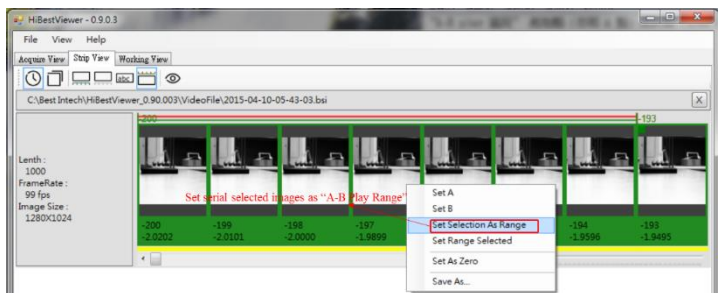 HiBestViewer - 0.9.0.3
File View Help
Acquire View Strip View Working View
abc
C:\Best Intech\HiBestViewer_0.90.003\VideoFile\2015-04-10-05-43-03.bsi X
-200 -193
Lenth :
1000
FrameRate :
99 fps
Image Size :
1280X1024
Set serial selected images as “A-B Play Range”
-200 -199 -198 -197 -194 -193
-2.0202 -2.0101 -2.0000 -1.9899 -1.9596 -1.9495
Set A
Set B
Set Selection As Range
Set Range Selected
Set As Zero
Save As...